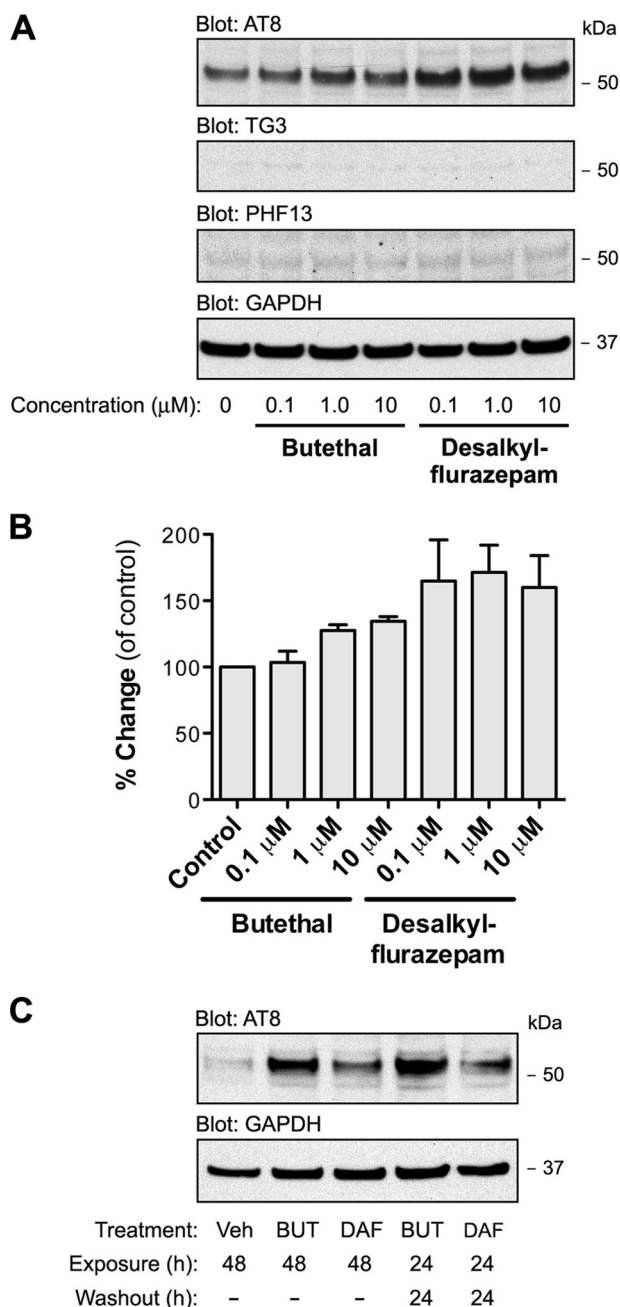 A
Blot: AT8
kDa
– 50
Blot: TG3
– 50
Blot: PHF13
– 50
Blot: GAPDH
– 37
Concentration (μM): 0 0.1 1.0 10 0.1 1.0 10
Butethal Desalkyl-
flurazepam
B
% Change (of control)
200
150
100
50
0
Control 0.1 μM 1 μM 10 μM 0.1 μM 1 μM 10 μM
Butethal Desalkyl-
flurazepam
C
Blot: AT8
kDa
– 50
Blot: GAPDH
– 37
Treatment: Veh BUT DAF BUT DAF
Exposure (h): 48 48 48 24 24
Washout (h): – – – 24 24